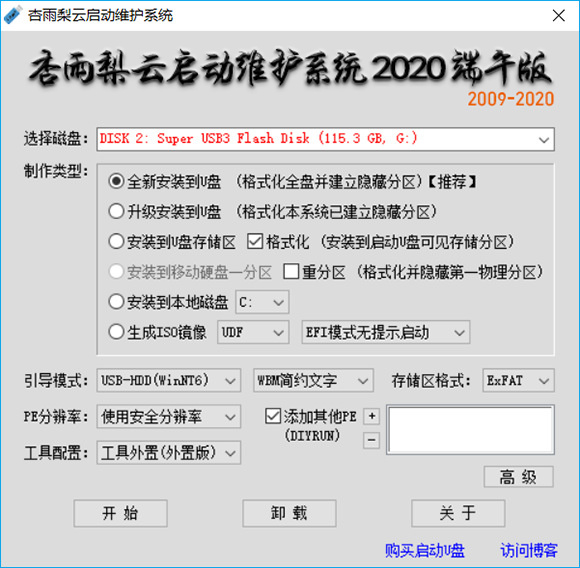 杏雨梨云启动维护系统
杏雨梨云启动维护系统 2020 端午版
2009-2020
选择磁盘: DISK 2: Super USB3 Flash Disk (115.3 GB, G:)
制作类型:
全新安装到U盘 (格式化全盘并建立隐藏分区)【推荐】
升级安装到U盘 (格式化本系统已建立隐藏分区)
安装到U盘存储区 格式化 (安装到启动U盘可见存储分区)
安装到移动硬盘一分区 重分区 (格式化并隐藏第一物理分区)
安装到本地磁盘 C:
生成ISO镜像 UDF EFI模式无提示启动
引导模式: USB-HDD(WinNT6) WBM简约文字 存储区格式: ExFAT
PE分辨率: 使用安全分辨率 添加其他PE +
(DIYRUN) −
工具配置: 工具外置(外置版)
高 级
开 始 卸 载 关 于
购买启动U盘 访问博客